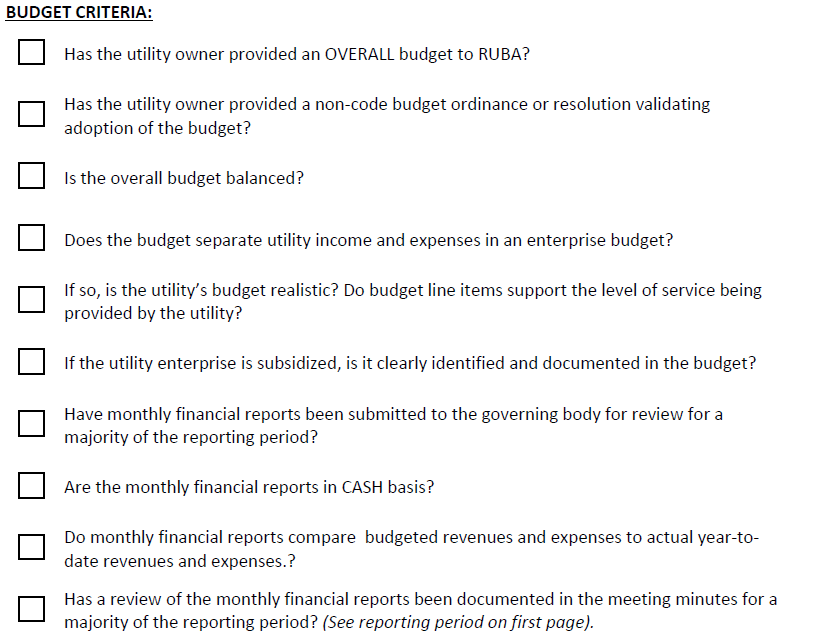 BUDGET CRITERIA:
Has the utility owner provided an OVERALL budget to RUBA?
Has the utility owner provided a non-code budget ordinance or resolution validating
adoption of the budget?
Is the overall budget balanced?
Does the budget separate utility income and expenses in an enterprise budget?
If so, is the utility’s budget realistic? Do budget line items support the level of service being
provided by the utility?
If the utility enterprise is subsidized, is it clearly identified and documented in the budget?
Have monthly financial reports been submitted to the governing body for review for a
majority of the reporting period?
Are the monthly financial reports in CASH basis?
Do monthly financial reports compare  budgeted revenues and expenses to actual year-to-
date revenues and expenses.?
Has a review of the monthly financial reports been documented in the meeting minutes for a
majority of the reporting period? (See reporting period on first page).